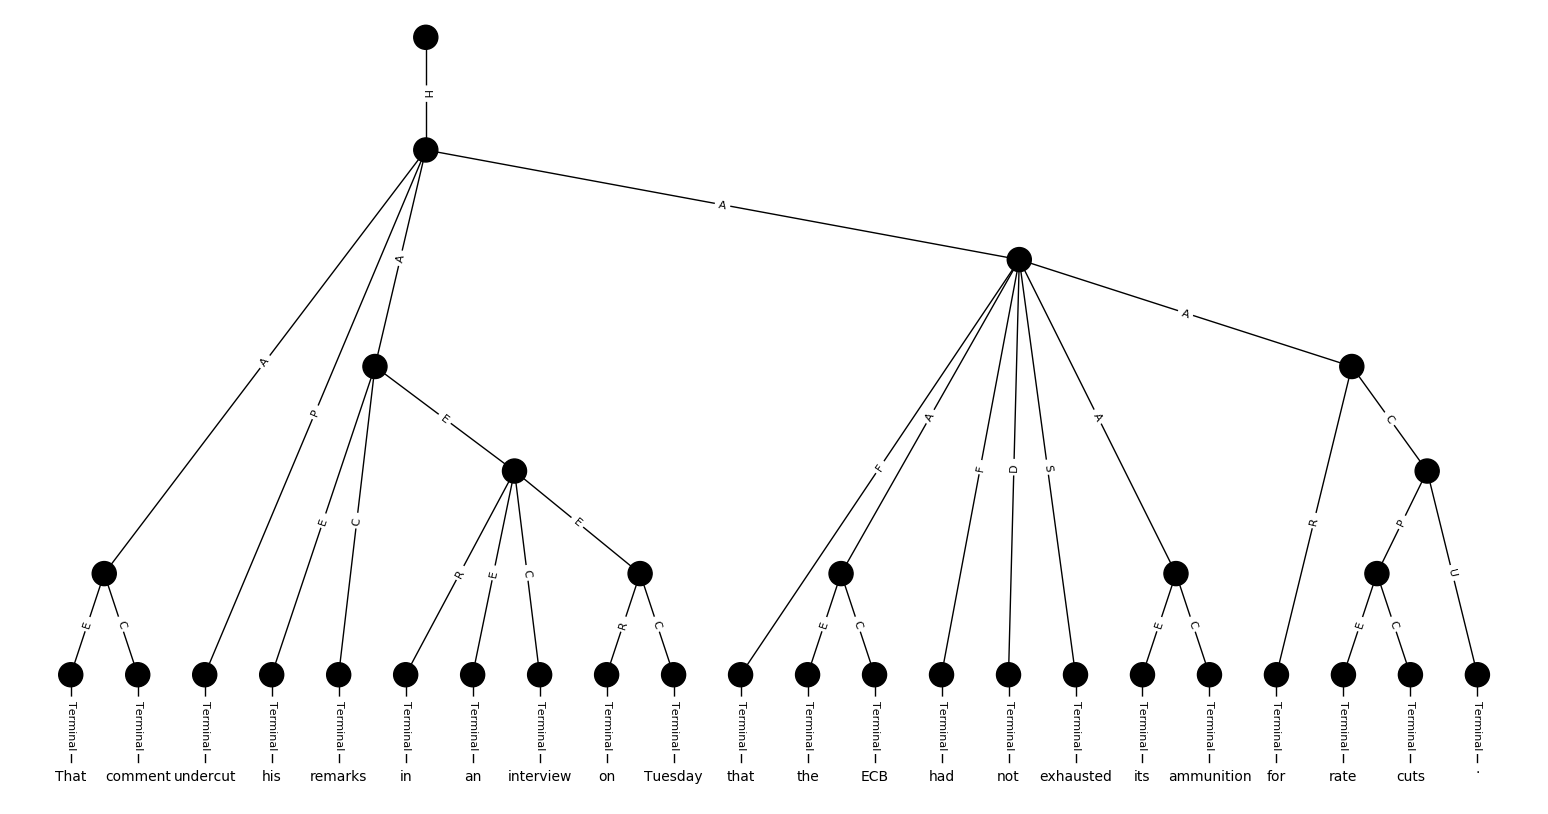 H
A
A
A
A
P
F
A
F
D
S
A
E
C
E
C
R
E
C
E
R
C
E
C
R
P
U
E
C
E
C
E
C
Terminal Terminal Terminal Terminal Terminal Terminal Terminal Terminal Terminal Terminal Terminal Terminal Terminal Terminal Terminal Terminal Terminal Terminal Terminal Terminal Terminal Terminal
That comment undercut his remarks in an interview on Tuesday that the ECB had not exhausted its ammunition for rate cuts .